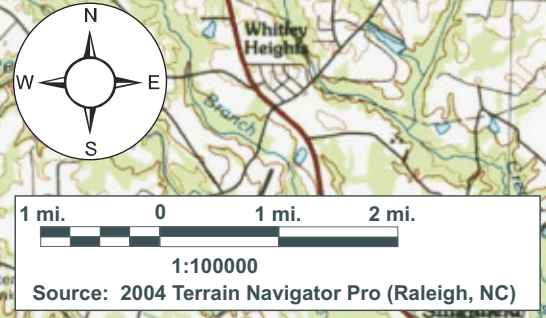 N
W E
S
Whitley
Heights
Branch
1 mi. 0 1 mi. 2 mi.
1:100000
Source: 2004 Terrain Navigator Pro (Raleigh, NC)